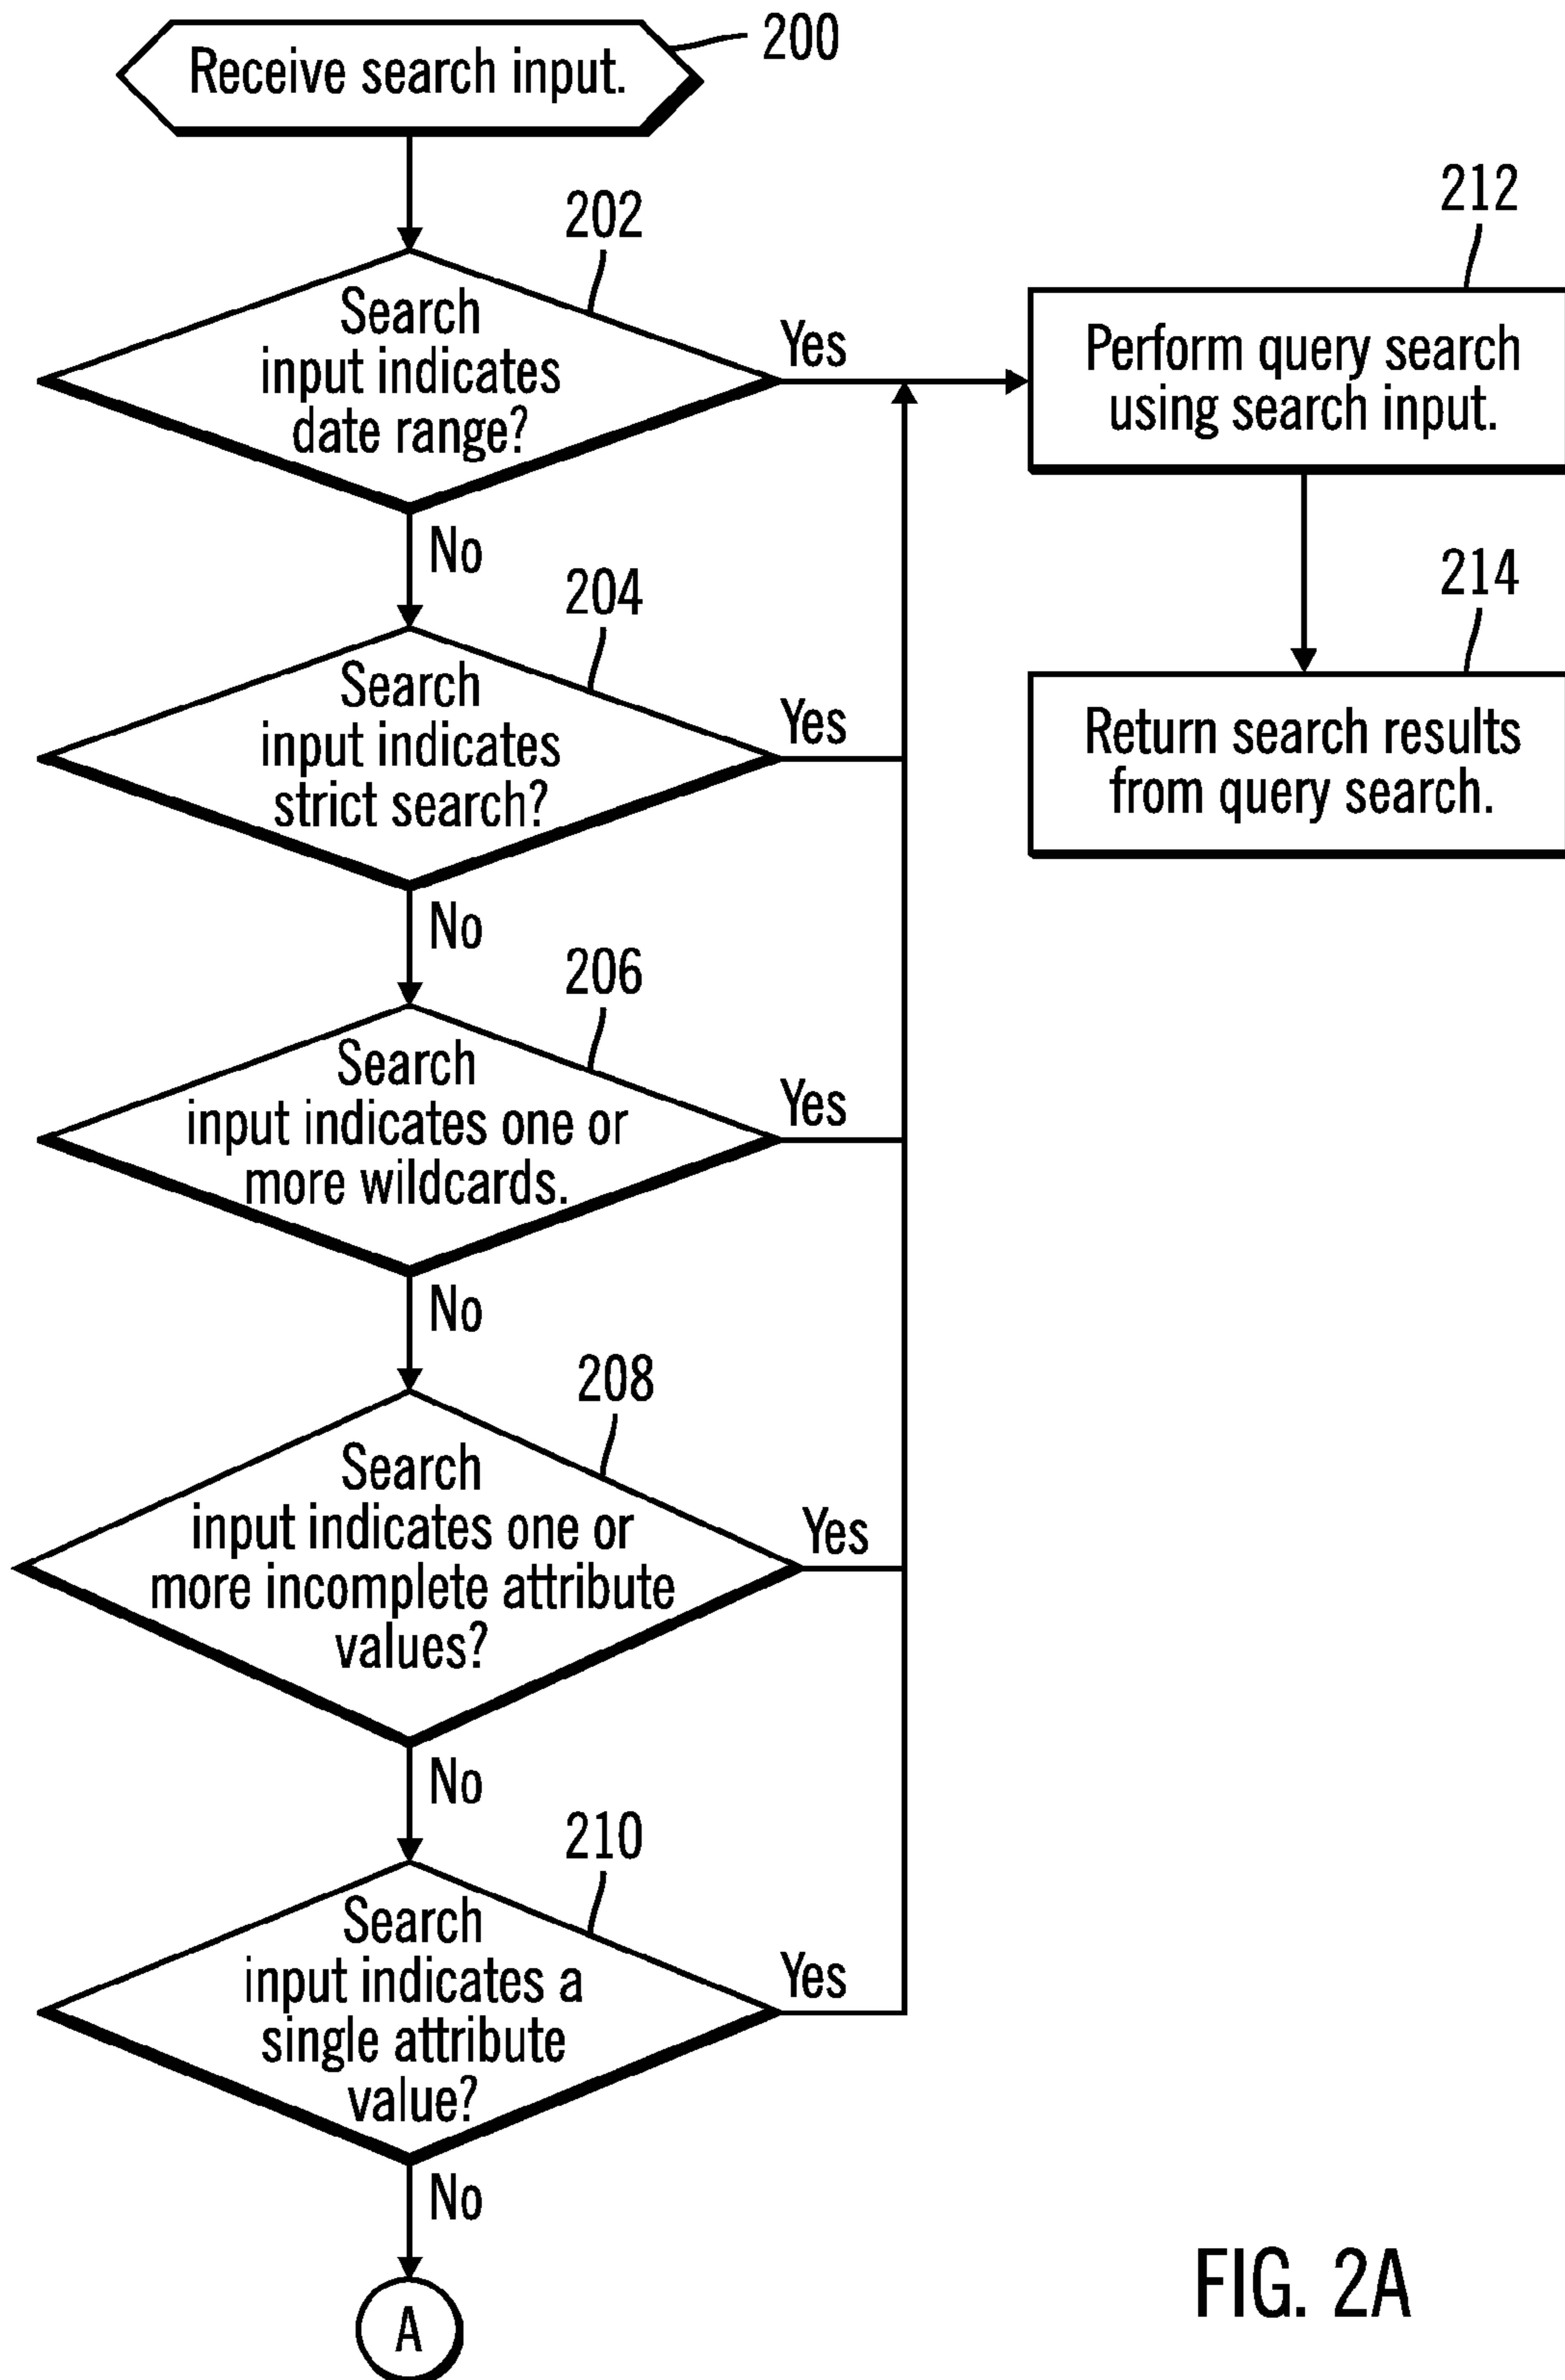 Receive search input.
200
202
Search
input indicates
date range?
Yes
No
212
Perform query search
using search input.
204
Search
input indicates
strict search?
Yes
No
214
Return search results
from query search.
206
Search
input indicates one or
more wildcards.
Yes
No
208
Search
input indicates one or
more incomplete attribute
values?
Yes
No
210
Search
input indicates a
single attribute
value?
Yes
No
A
FIG. 2A